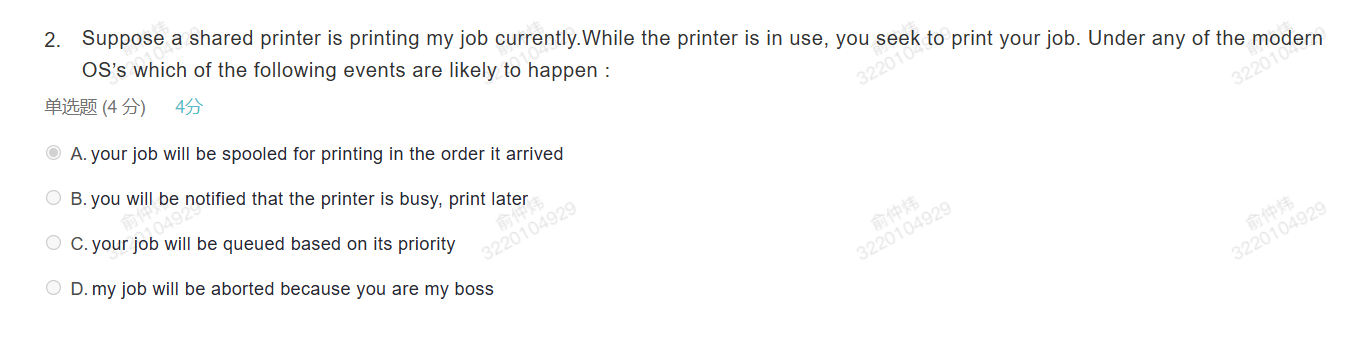 2. Suppose a shared printer is printing my job currently.While the printer is in use, you seek to print your job. Under any of the modern
OS's which of the following events are likely to happen :
单选题 (4 分) 4分
A. your job will be spooled for printing in the order it arrived
B. you will be notified that the printer is busy, print later
C. your job will be queued based on its priority
D. my job will be aborted because you are my boss
俞仲炜
3220104929
俞仲炜
3220104929
俞仲炜
3220104929
俞仲炜
3220104929
俞仲炜
3220104929
俞仲炜
3220104929
俞仲炜
3220104929
俞仲炜
3220104929